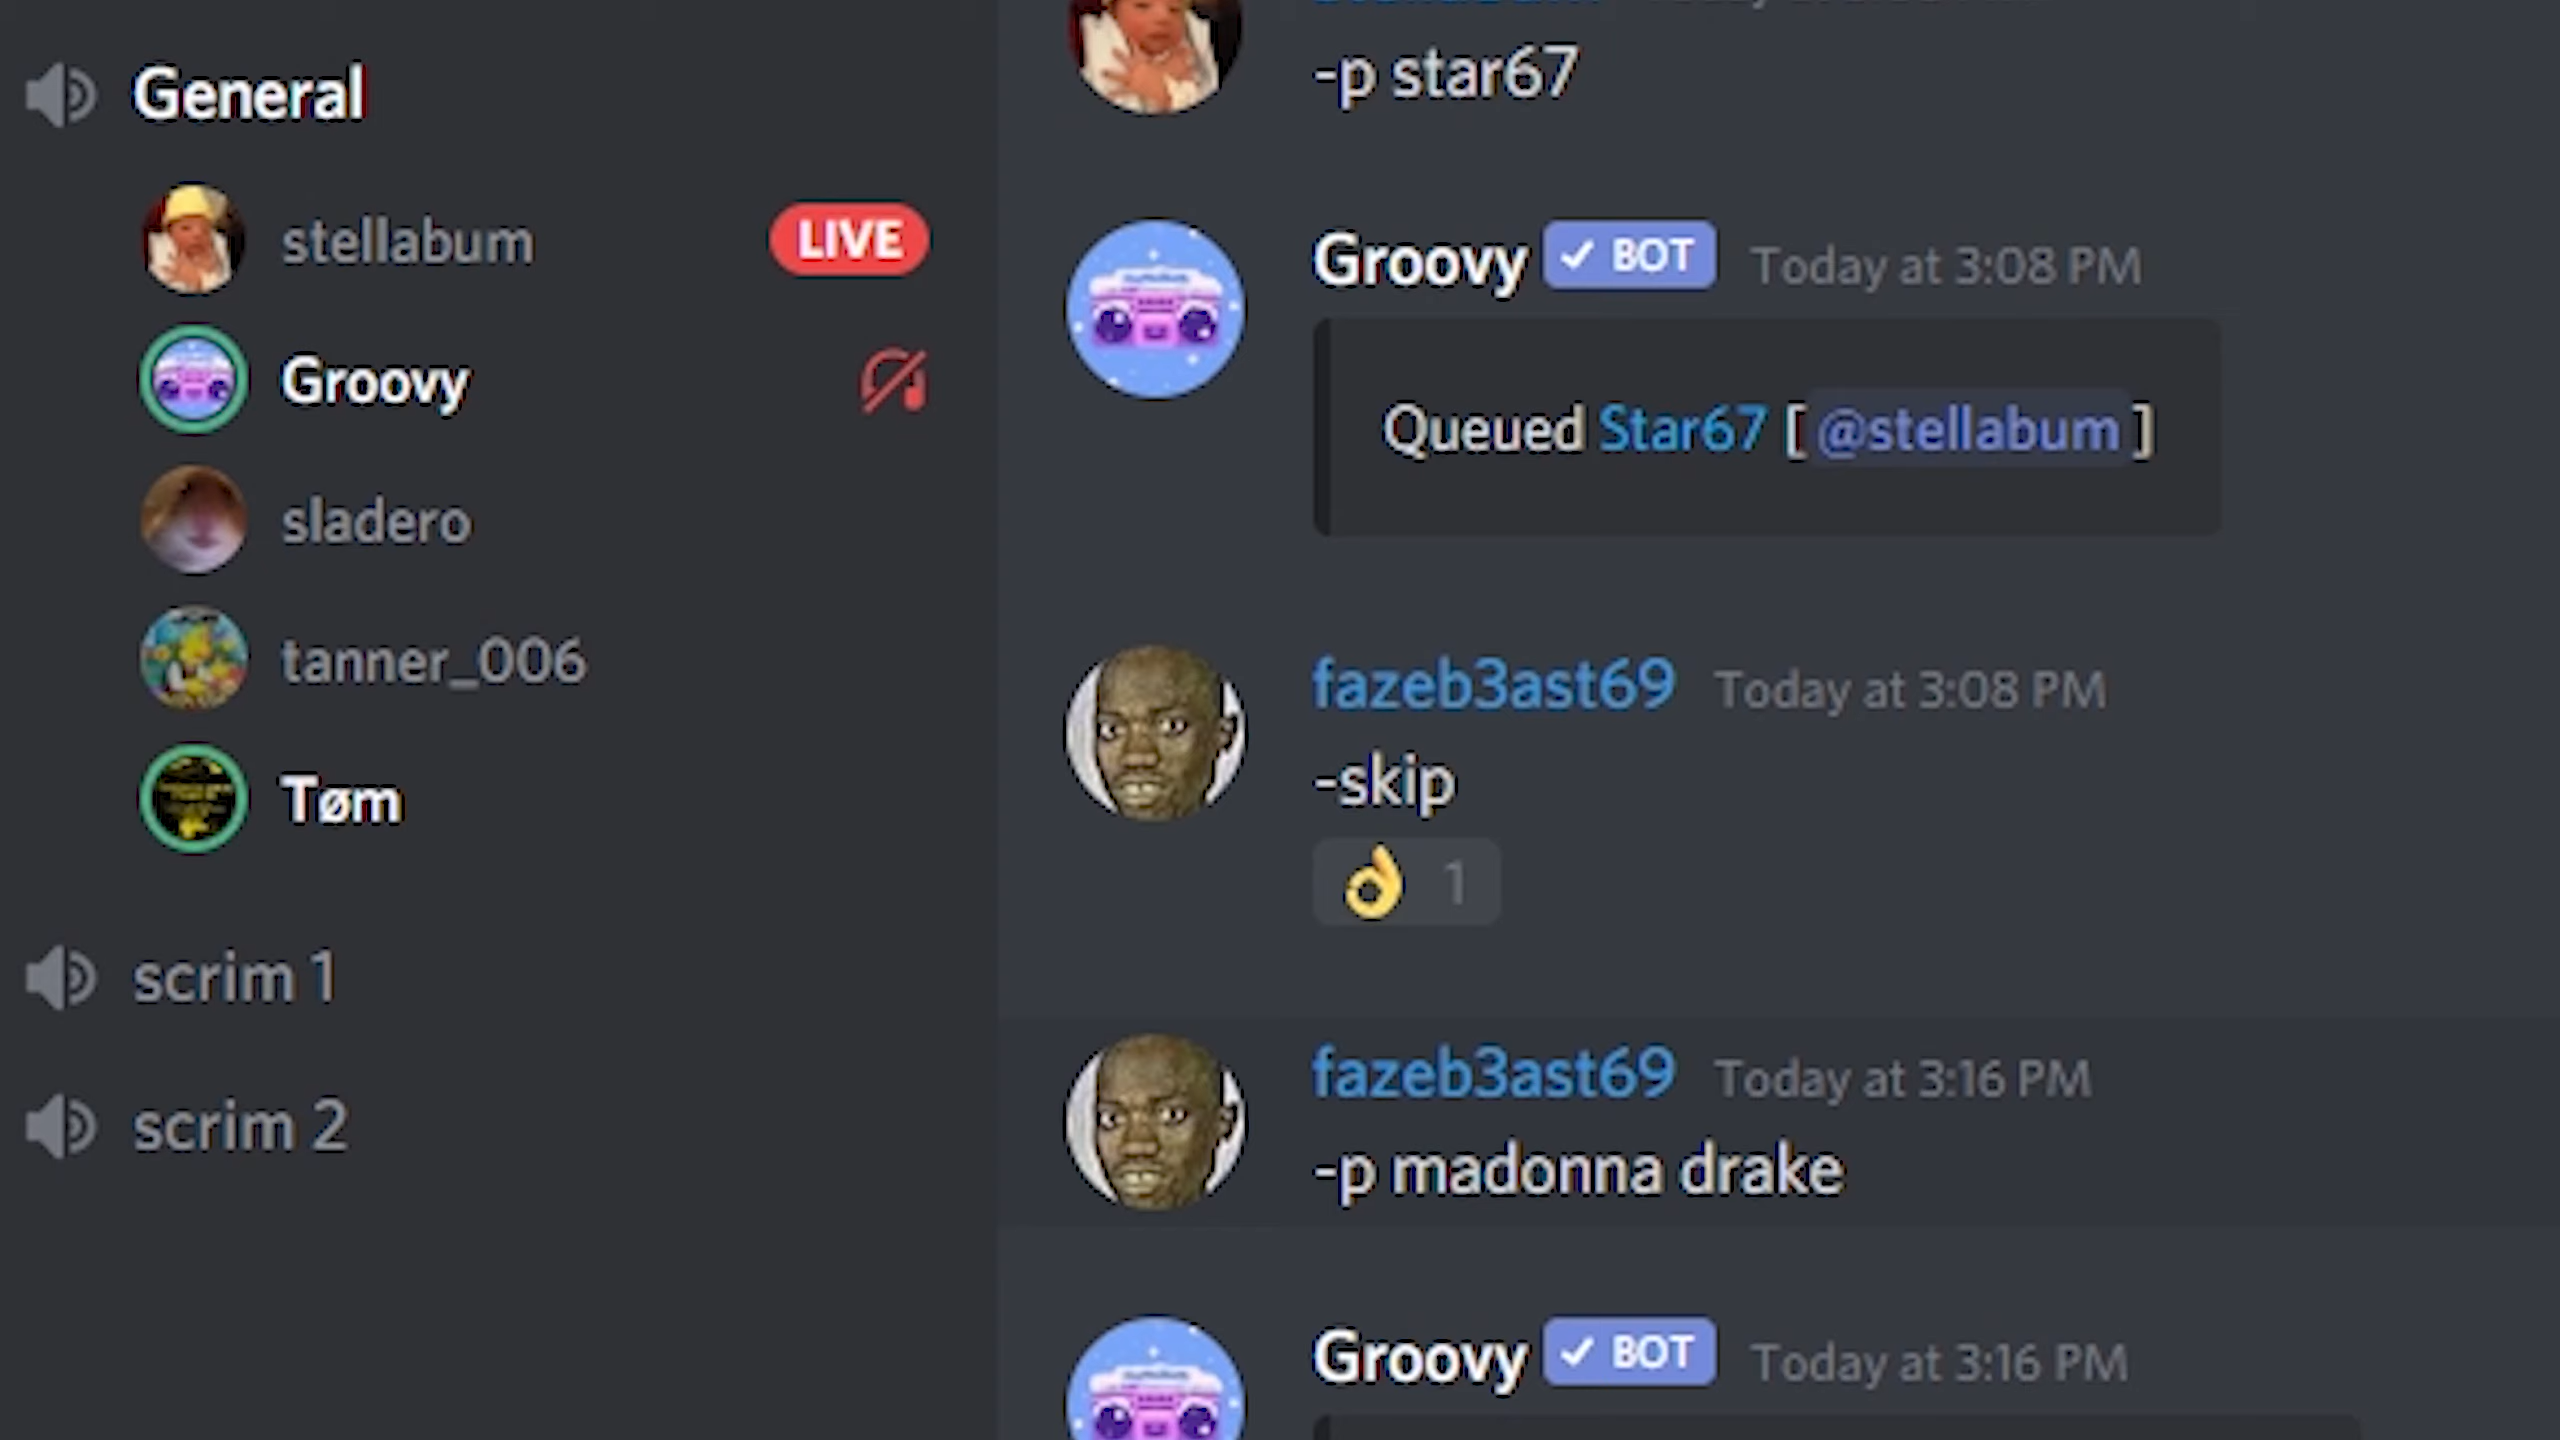 General
stellabum LIVE
Groovy
sladero
tanner_006
Tøm
scrim 1
scrim 2
-p star67
Groovy ✓ BOT Today at 3:08 PM
Queued Star67 [ @stellabum ]
fazeb3ast69 Today at 3:08 PM
-skip
👌 1
fazeb3ast69 Today at 3:16 PM
-p madonna drake
Groovy ✓ BOT Today at 3:16 PM